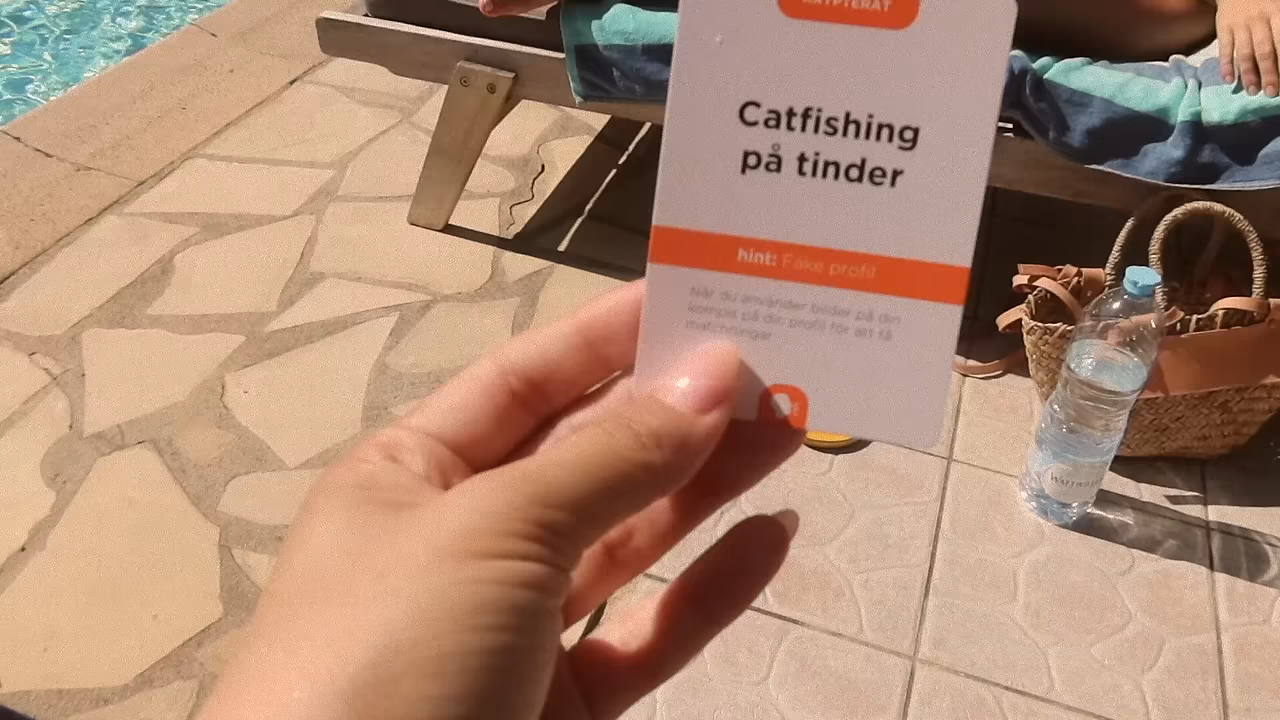 KRYPTERAT
Catfishing
på tinder
hint: Fake profil
När du använder bilder på din
kompis på din profil för att få
matchningar